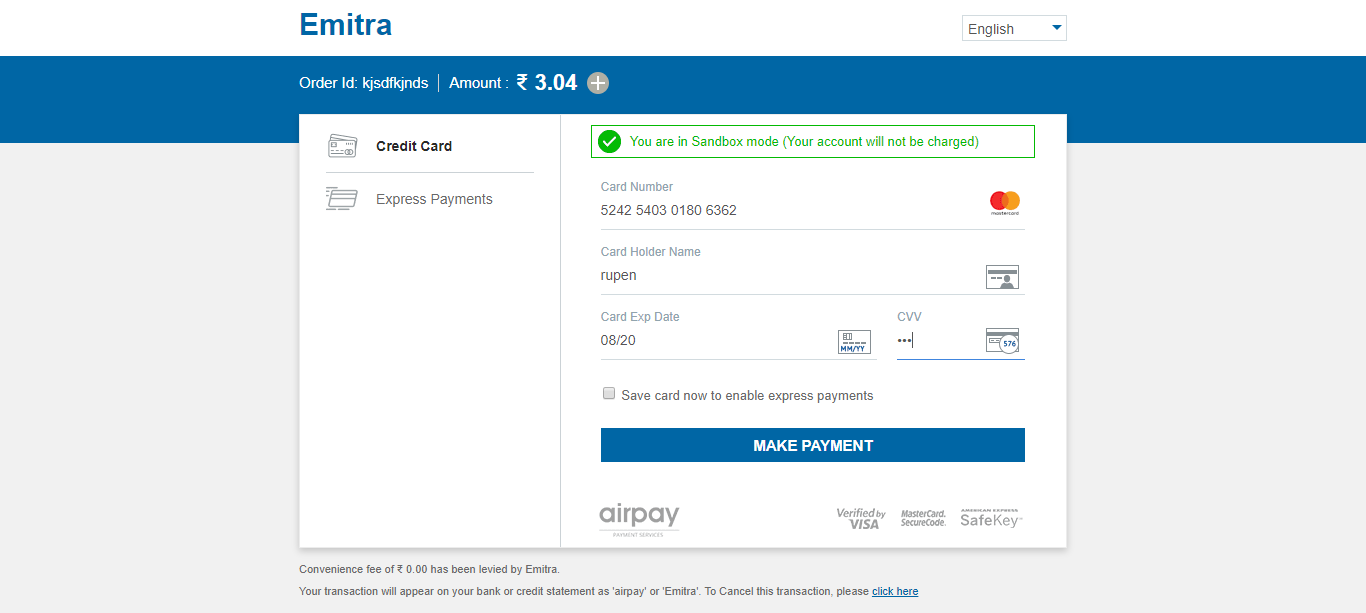 Emitra
English
Order Id: kjsdfkjnds Amount : ₹ 3.04
Credit Card
Express Payments
You are in Sandbox mode (Your account will not be charged)
Card Number
5242 5403 0180 6362
mastercard
Card Holder Name
rupen
Card Exp Date
08/20
MM/YY
CVV
•••
576
Save card now to enable express payments
MAKE PAYMENT
airpay
PAYMENT SERVICES
Verified by
VISA
MasterCard.
SecureCode.
AMERICAN EXPRESS
SafeKey
Convenience fee of ₹ 0.00 has been levied by Emitra.
Your transaction will appear on your bank or credit statement as 'airpay' or 'Emitra'. To Cancel this transaction, please click here